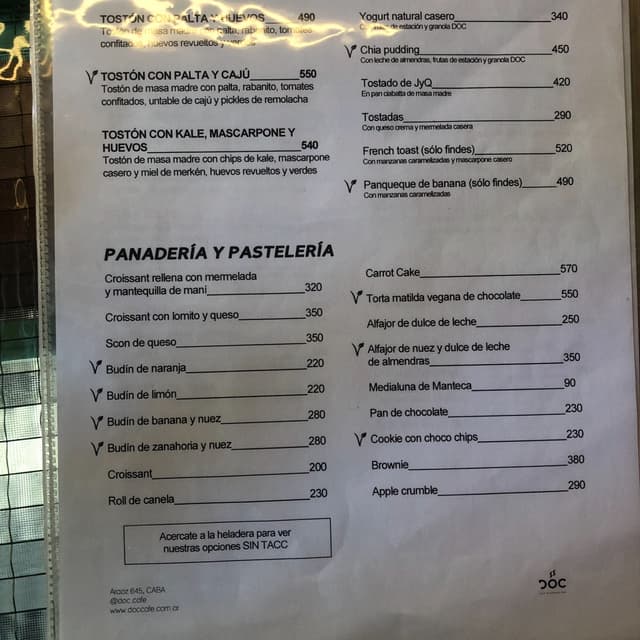 TOSTÓN CON PALTA Y HUEVOS 490
Tostón de masa madre con palta, rabanito, tomates
confitados, huevos revueltos y verdes
TOSTÓN CON PALTA Y CAJÚ 550
Tostón de masa madre con palta, rabanito, tomates
confitados, untable de cajú y pickles de remolacha
TOSTÓN CON KALE, MASCARPONE Y
HUEVOS 540
Tostón de masa madre con chips de kale, mascarpone
casero y miel de merkén, huevos revueltos y verdes
Yogurt natural casero 340
Con frutas de estación y granola DOC
Chia pudding 450
Con leche de almendras, frutas de estación y granola DOC
Tostado de JyQ 420
En pan ciabatta de masa madre
Tostadas 290
Con queso crema y mermelada casera
French toast (sólo findes) 520
Con manzanas caramelizadas y mascarpone casero
Panqueque de banana (sólo findes) 490
Con manzanas caramelizadas
PANADERÍA Y PASTELERÍA
Croissant rellena con mermelada
y mantequilla de maní 320
Croissant con lomito y queso 350
Scon de queso 350
Budín de naranja 220
Budín de limón 220
Budín de banana y nuez 280
Budín de zanahoria y nuez 280
Croissant 200
Roll de canela 230
Carrot Cake 570
Torta matilda vegana de chocolate 550
Alfajor de dulce de leche 250
Alfajor de nuez y dulce de leche
de almendras 350
Medialuna de Manteca 90
Pan de chocolate 230
Cookie con choco chips 230
Brownie 380
Apple crumble 290
Acercate a la heladera para ver
nuestras opciones SIN TACC
Araoz 645, CABA
@doc.cafe
www.doccafe.com.ar
DOC